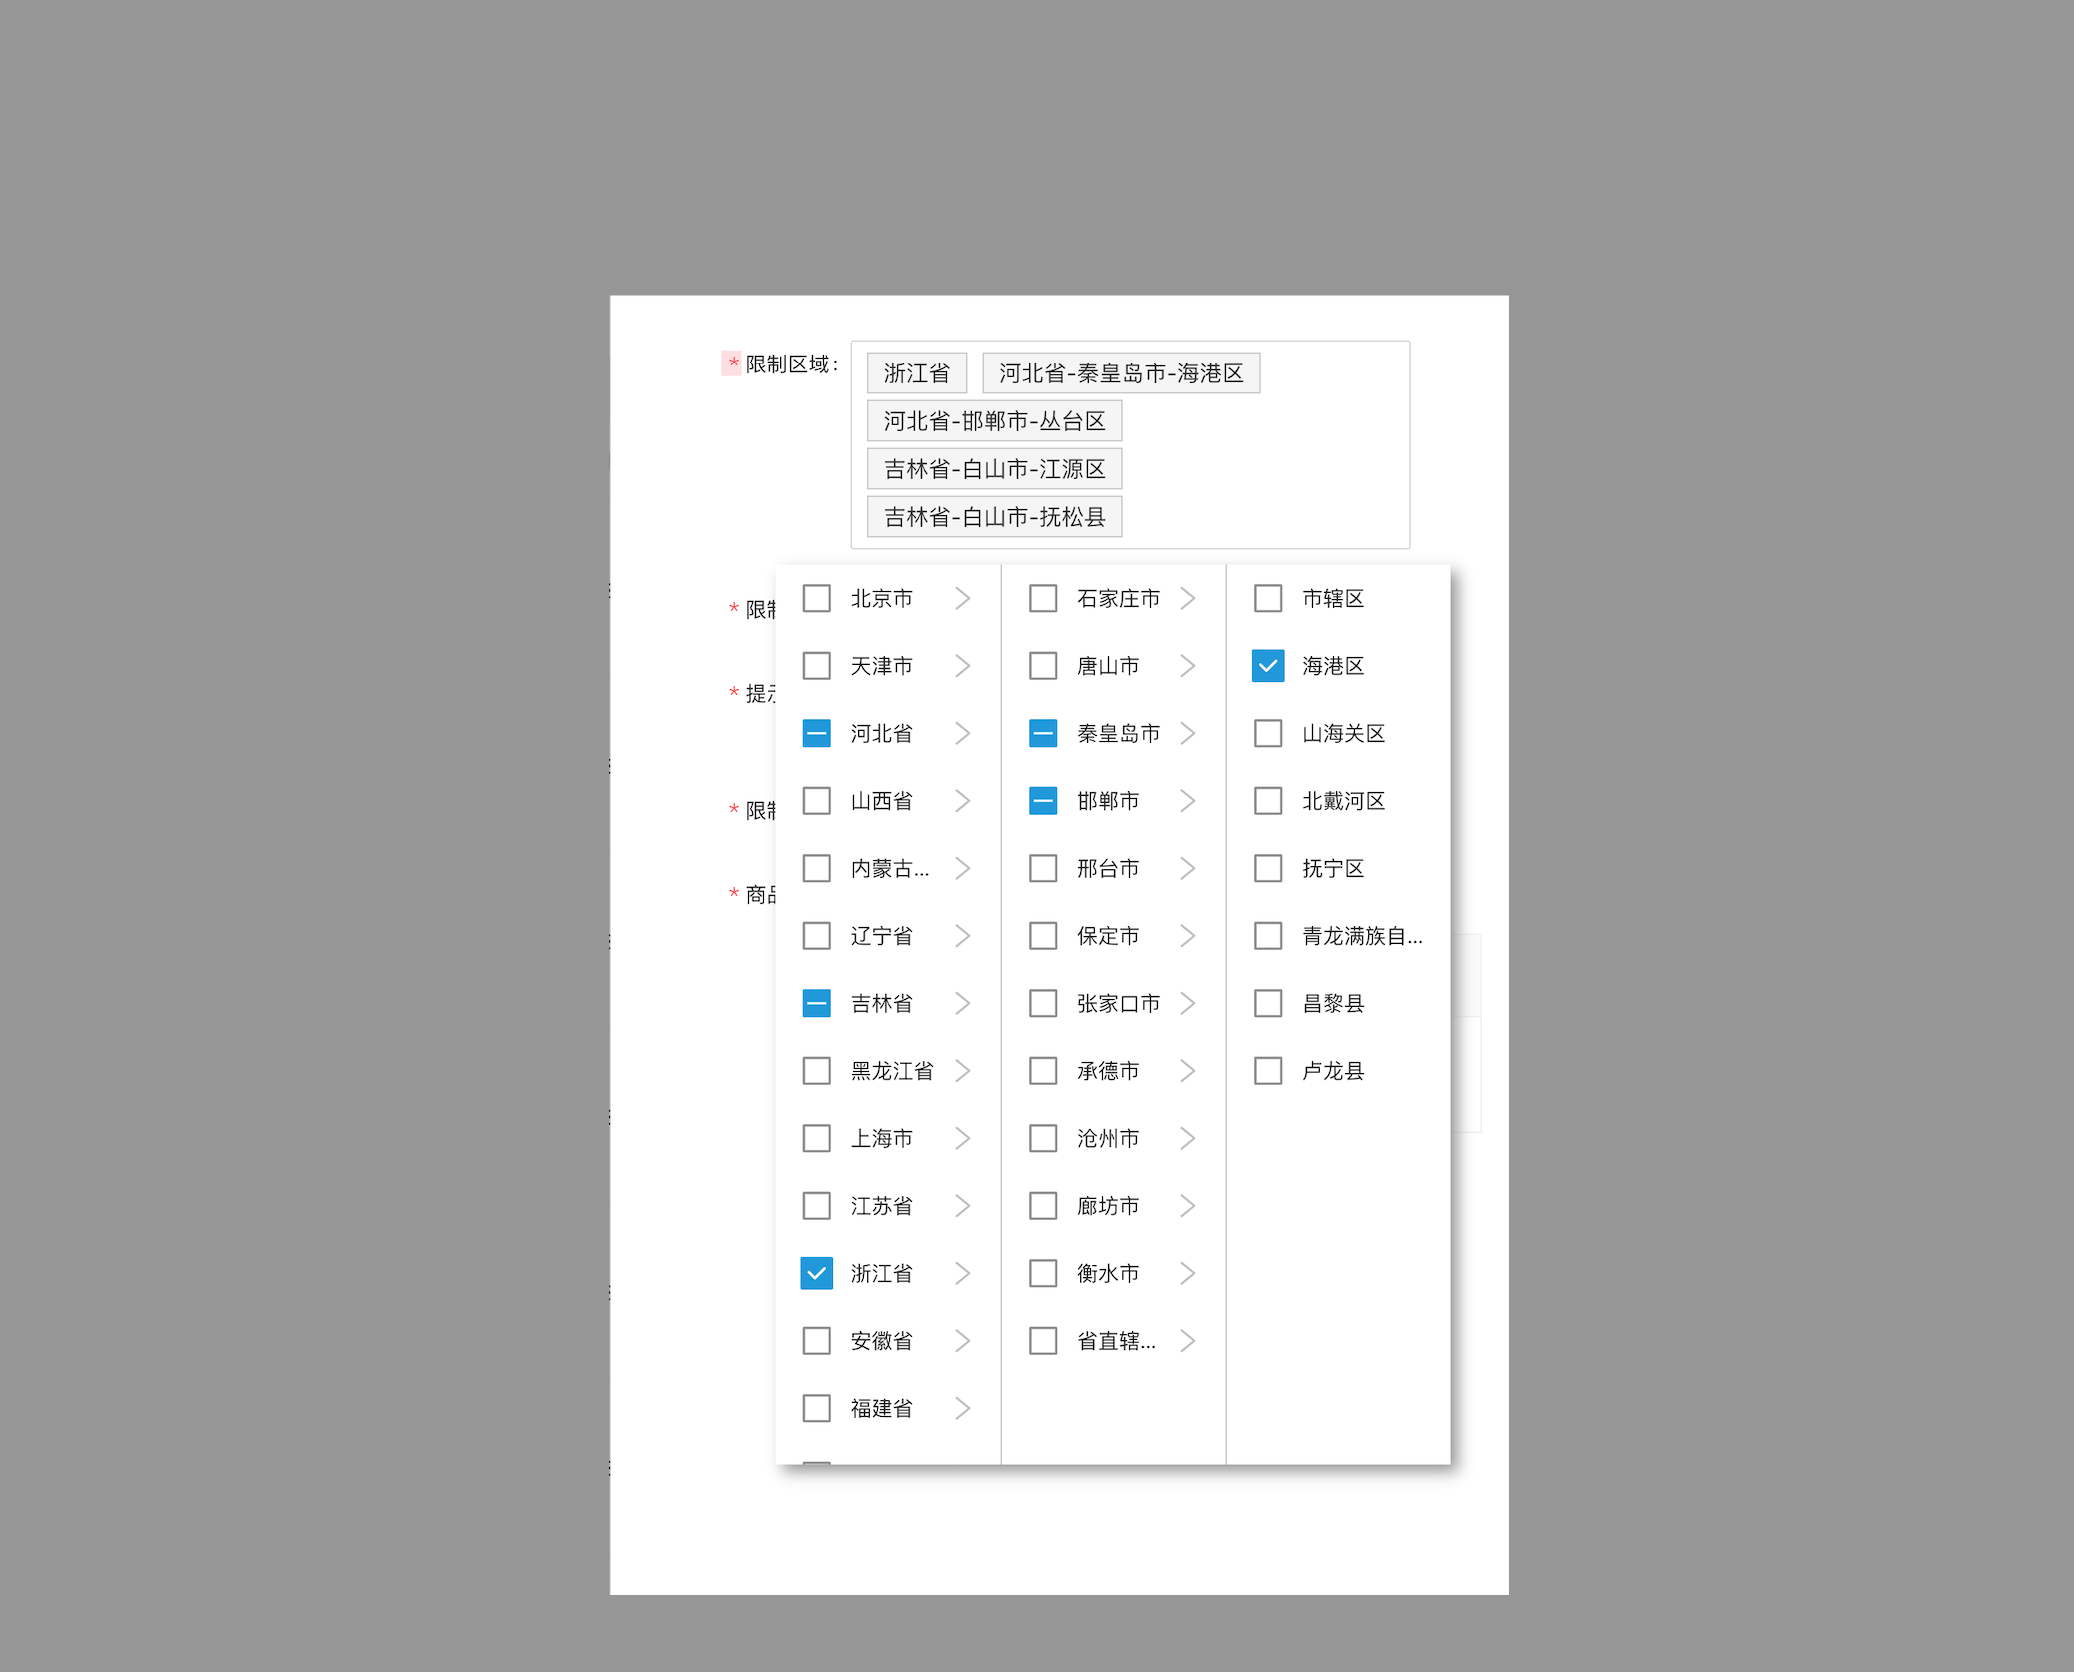 * 限制区域:
浙江省 河北省-秦皇岛市-海港区
河北省-邯郸市-丛台区
吉林省-白山市-江源区
吉林省-白山市-抚松县
* 限制
* 提示
* 限制
* 商品
北京市
天津市
河北省
山西省
内蒙古...
辽宁省
吉林省
黑龙江省
上海市
江苏省
浙江省
安徽省
福建省
石家庄市
唐山市
秦皇岛市
邯郸市
邢台市
保定市
张家口市
承德市
沧州市
廊坊市
衡水市
省直辖...
市辖区
海港区
山海关区
北戴河区
抚宁区
青龙满族自...
昌黎县
卢龙县